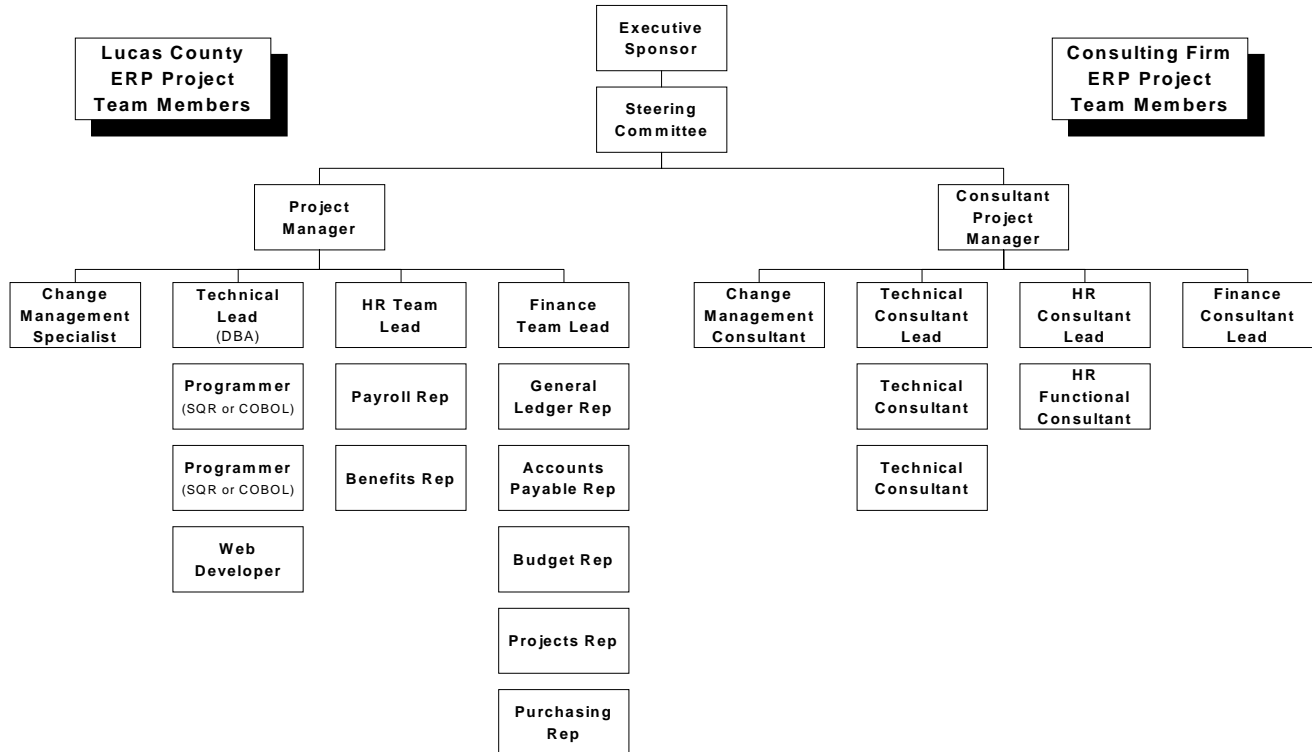 Executive
Sponsor
Lucas County
ERP Project
Team Members
Consulting Firm
ERP Project
Team Members
Steering
Committee
Project
Manager
Consultant
Project
Manager
Change
Management
Specialist
Technical
Lead
(DBA)
HR Team
Lead
Finance
Team Lead
Change
Management
Consultant
Technical
Consultant
Lead
HR
Consultant
Lead
Finance
Consultant
Lead
Programmer
(SQR or COBOL)
Payroll Rep
General
Ledger Rep
Technical
Consultant
HR
Functional
Consultant
Programmer
(SQR or COBOL)
Benefits Rep
Accounts
Payable Rep
Technical
Consultant
Web
Developer
Budget Rep
Projects Rep
Purchasing
Rep